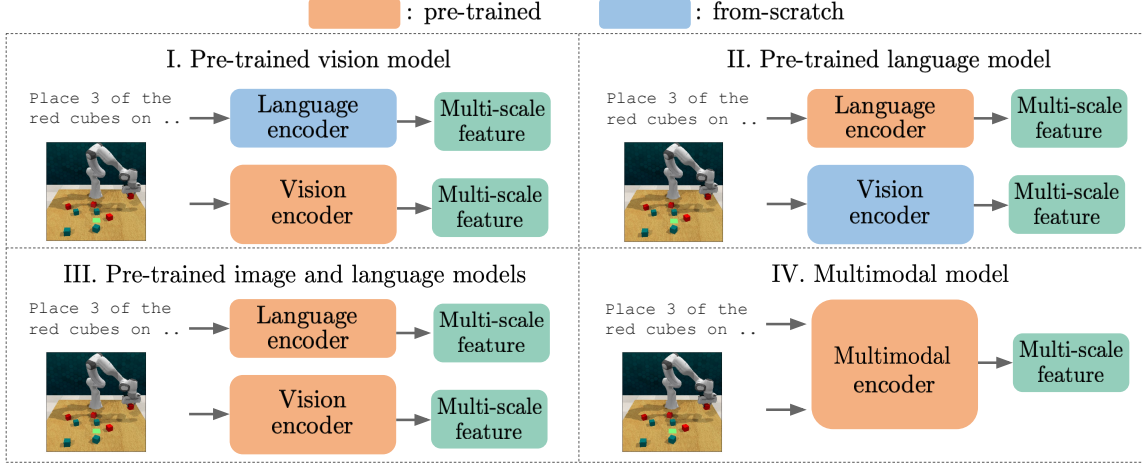 : pre-trained
: from-scratch
I. Pre-trained vision model
Place 3 of the
red cubes on ..
Language
encoder
Multi-scale
feature
Vision
encoder
Multi-scale
feature
II. Pre-trained language model
Place 3 of the
red cubes on ..
Language
encoder
Multi-scale
feature
Vision
encoder
Multi-scale
feature
III. Pre-trained image and language models
Place 3 of the
red cubes on ..
Language
encoder
Multi-scale
feature
Vision
encoder
Multi-scale
feature
IV. Multimodal model
Place 3 of the
red cubes on ..
Multimodal
encoder
Multi-scale
feature